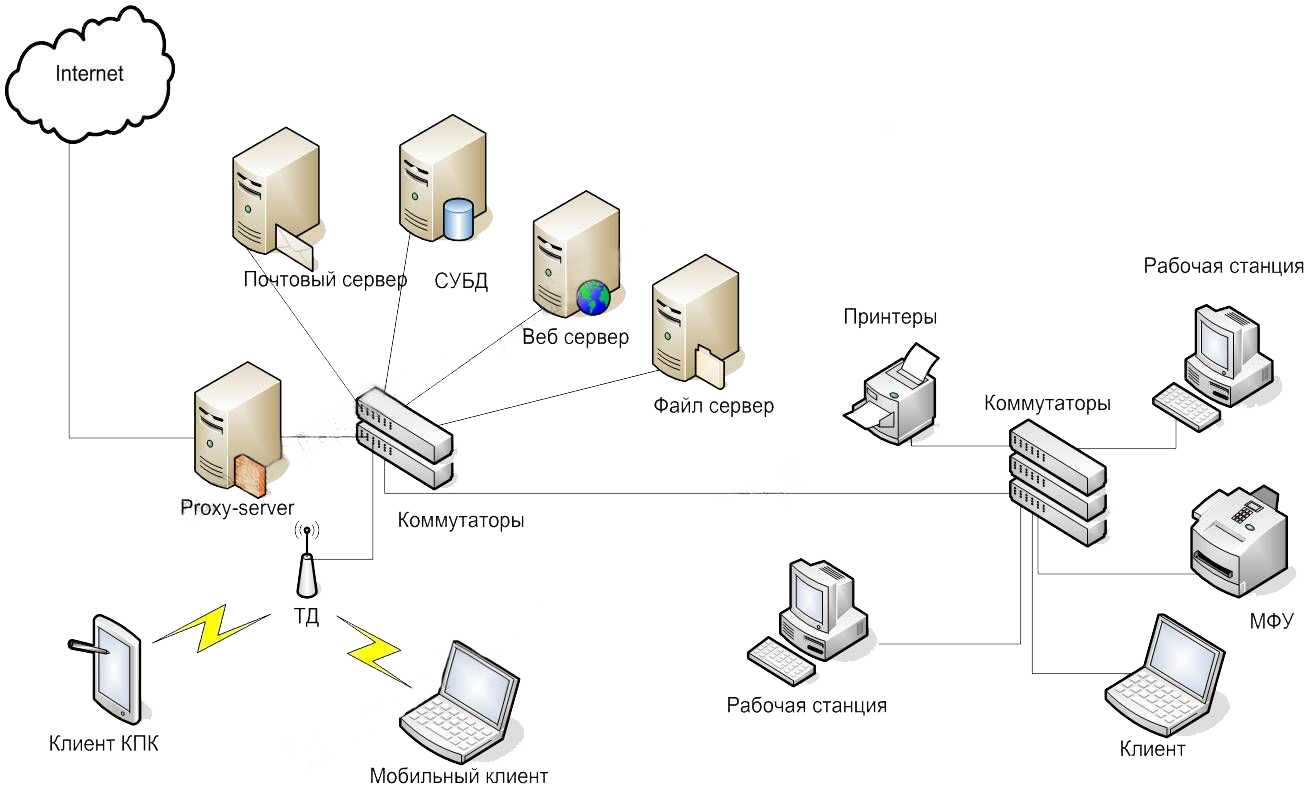 Internet
Почтовый сервер
СУБД
Веб сервер
Файл сервер
Принтеры
Рабочая станция
Коммутаторы
Proxy-server
Коммутаторы
ТД
МФУ
Рабочая станция
Клиент
Клиент КПК
Мобильный клиент